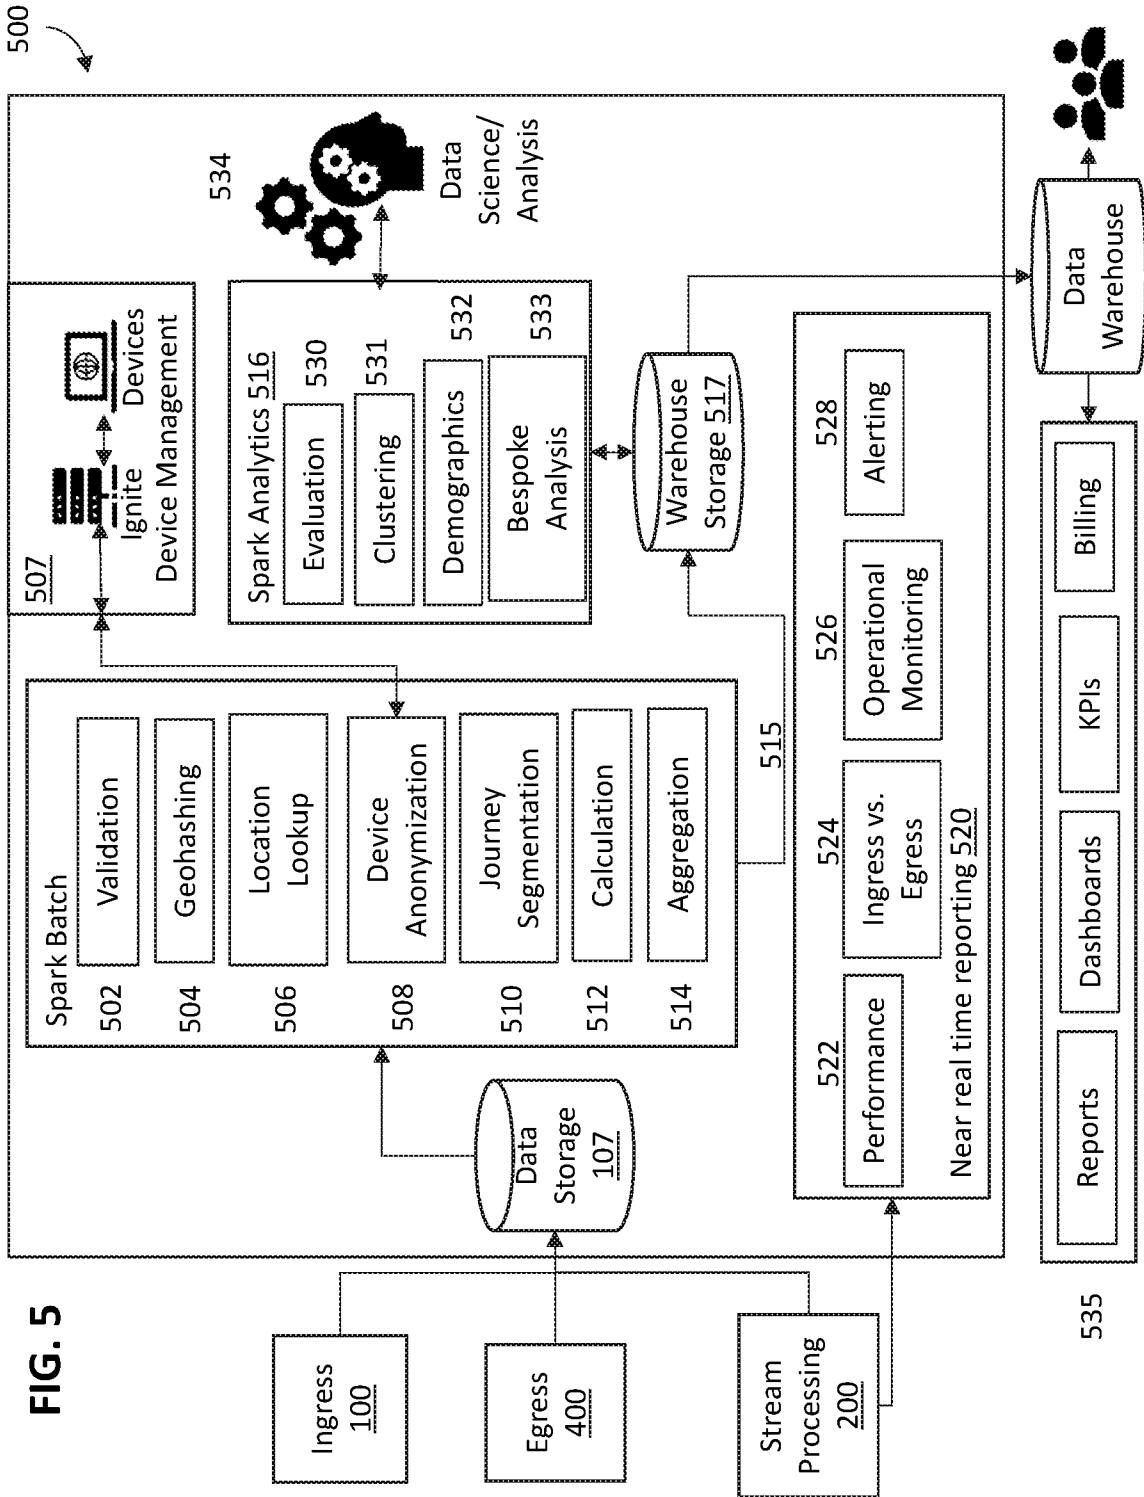 FIG. 5
500
Ingress
100
Egress
400
Stream
Processing
200
Data
Storage
107
Spark Batch
502
Validation
504
Geohashing
506
Location
Lookup
508
Device
Anonymization
510
Journey
Segmentation
512
Calculation
514
Aggregation
515
507
Ignite
Devices
Device Management
Spark Analytics 516
Evaluation
530
Clustering
531
Demographics
532
Bespoke
Analysis
533
534
Data
Science/
Analysis
Warehouse
Storage 517
522
Performance
524
Ingress vs.
Egress
526
Operational
Monitoring
528
Alerting
Near real time reporting 520
Data
Warehouse
535
Reports
Dashboards
KPIs
Billing